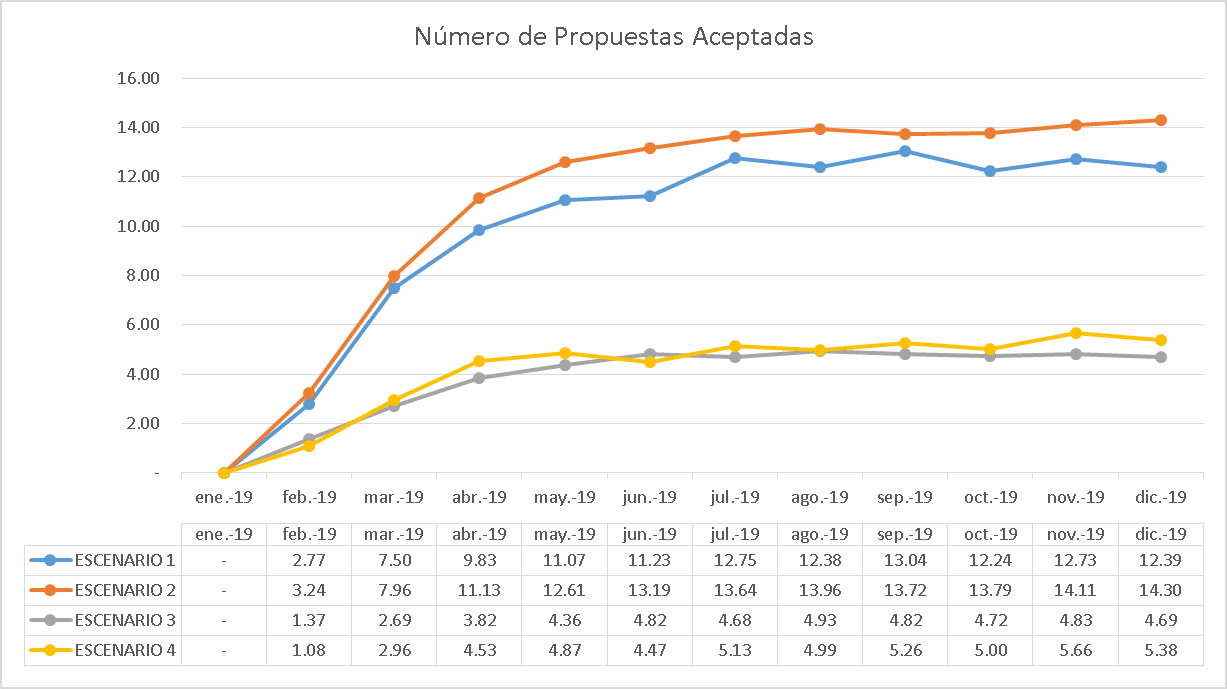 Número de Propuestas Aceptadas
16.00
14.00
12.00
10.00
8.00
6.00
4.00
2.00
-
ene.-19 feb.-19 mar.-19 abr.-19 may.-19 jun.-19 jul.-19 ago.-19 sep.-19 oct.-19 nov.-19 dic.-19
ene.-19 feb.-19 mar.-19 abr.-19 may.-19 jun.-19 jul.-19 ago.-19 sep.-19 oct.-19 nov.-19 dic.-19
ESCENARIO 1 - 2.77 7.50 9.83 11.07 11.23 12.75 12.38 13.04 12.24 12.73 12.39
ESCENARIO 2 - 3.24 7.96 11.13 12.61 13.19 13.64 13.96 13.72 13.79 14.11 14.30
ESCENARIO 3 - 1.37 2.69 3.82 4.36 4.82 4.68 4.93 4.82 4.72 4.83 4.69
ESCENARIO 4 - 1.08 2.96 4.53 4.87 4.47 5.13 4.99 5.26 5.00 5.66 5.38